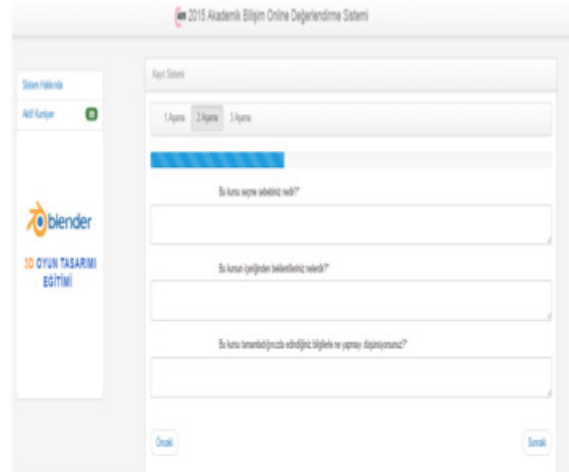 2015 Akademik Bilişim Online Değerlendirme Sistemi
Sistem Hakkında
Aktif Kursiyer
blender
3D OYUN TASARIMI
EĞİTİMİ
Kayıt Sistemi
1.Aşama 2.Aşama 3.Aşama
Bu kursu seçme sebebiniz nedir?*
Bu kursun içeriğinden beklentileriniz nelerdir?*
Bu kursu tamamladığınızda edindiğiniz bilgilerle ne yapmayı düşünüyorsunuz?*
Önceki
Sonraki